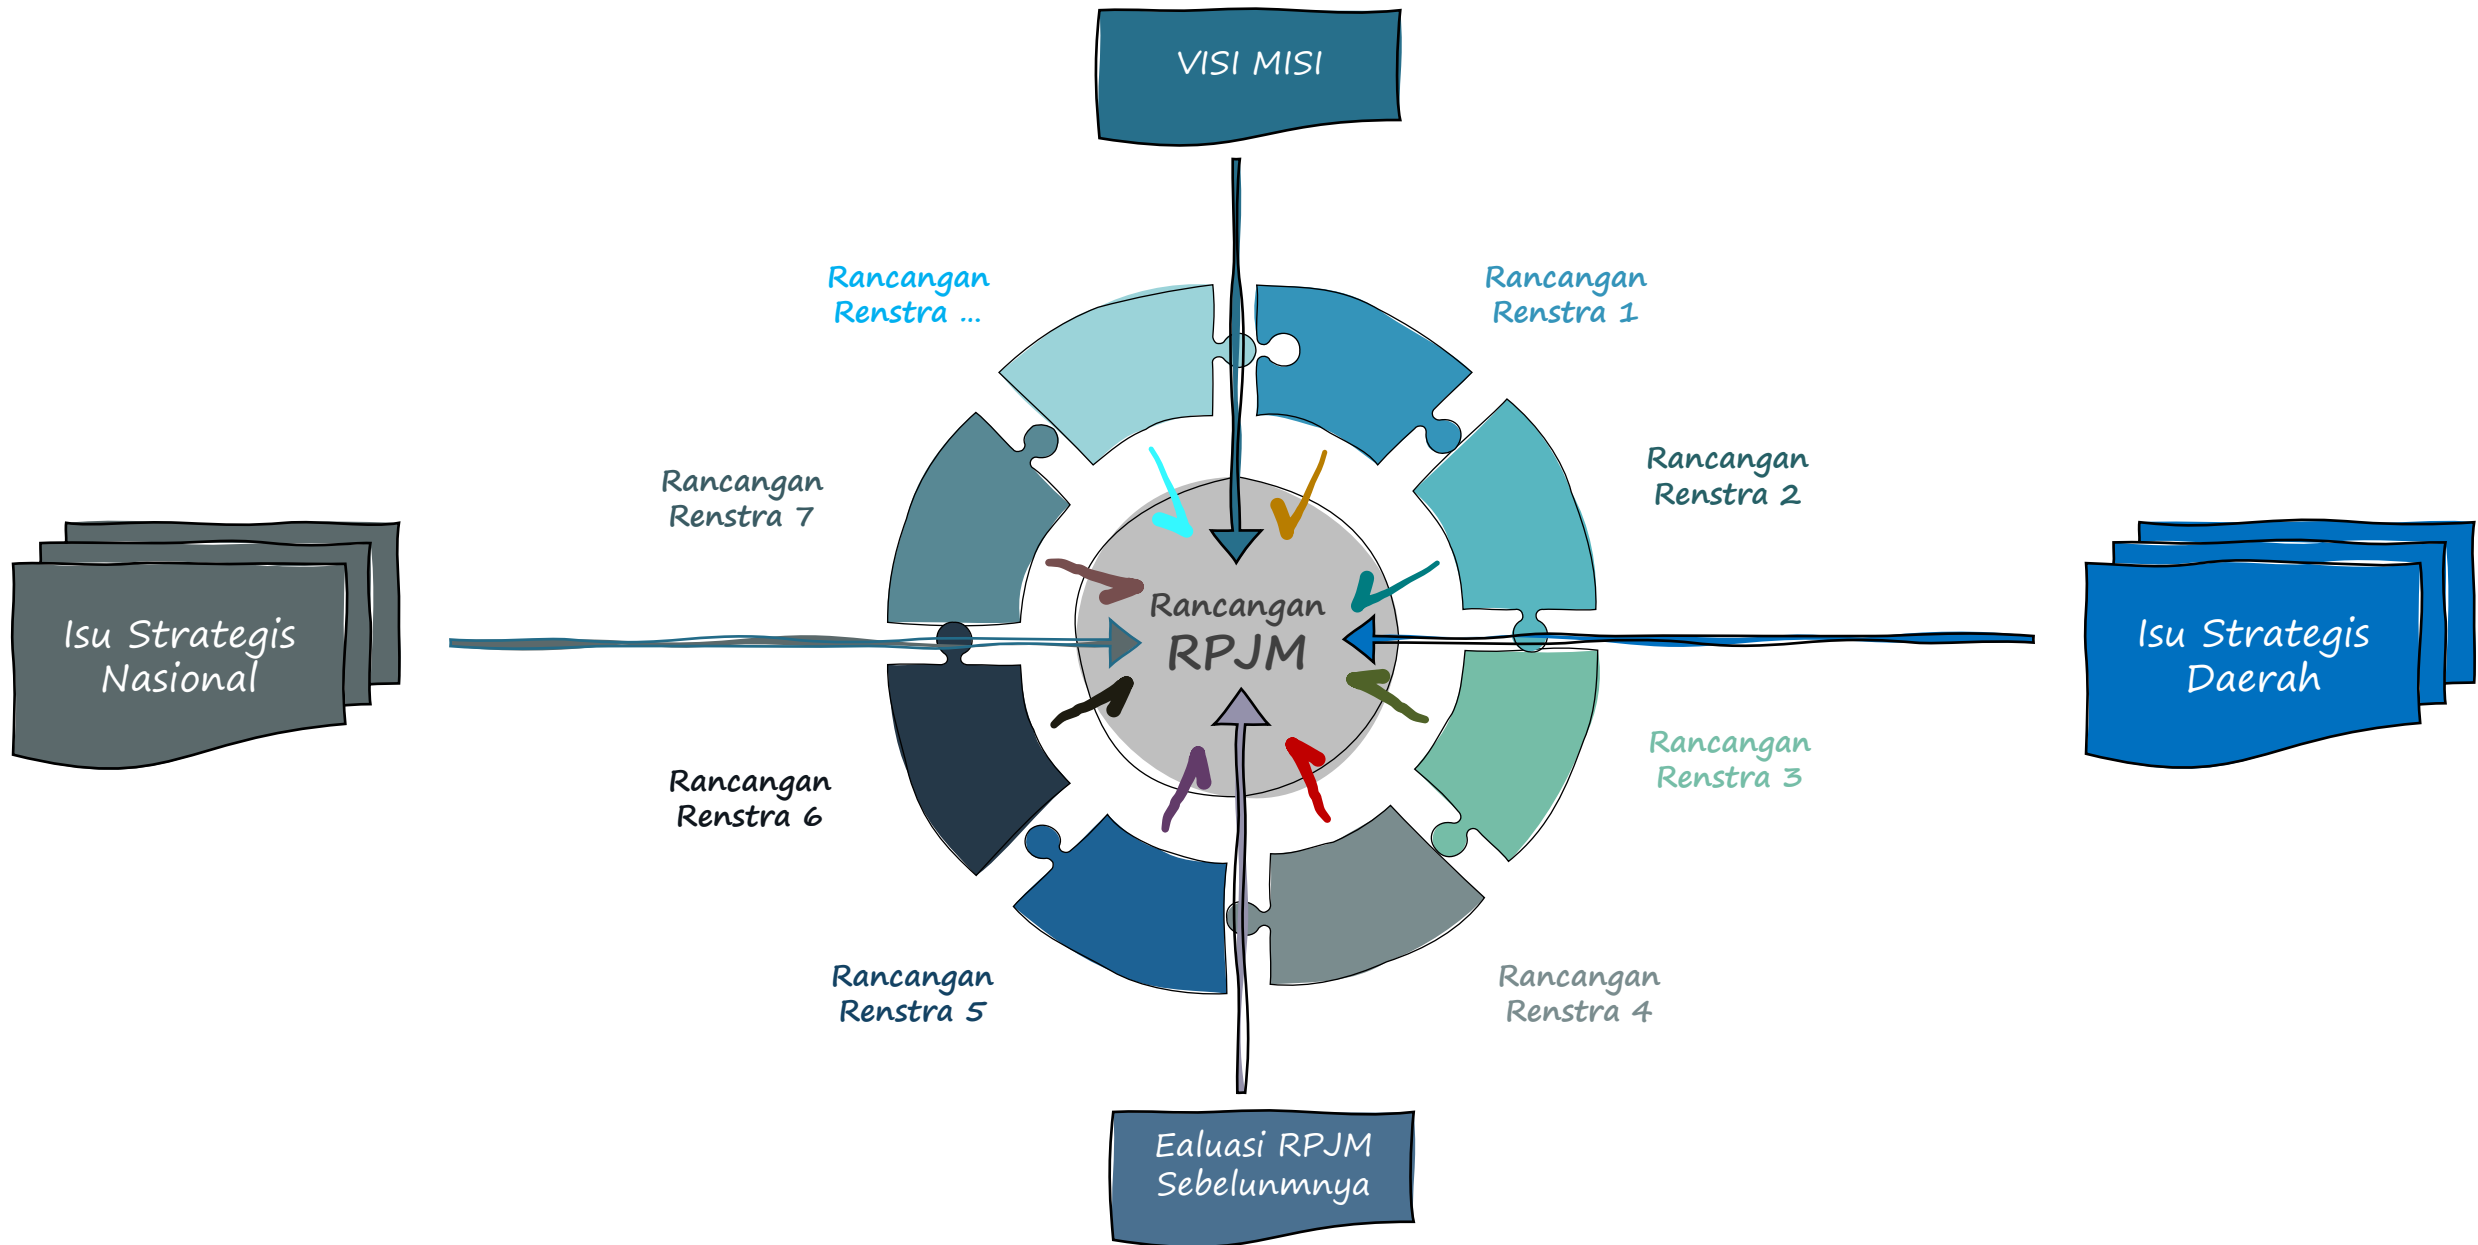 VISI MISI
Rancangan
Renstra ...
Rancangan
Renstra 1
Rancangan
Renstra 7
Rancangan
Renstra 2
Isu Strategis
Nasional
Rancangan
RPJM
Isu Strategis
Daerah
Rancangan
Renstra 6
Rancangan
Renstra 3
Rancangan
Renstra 5
Rancangan
Renstra 4
Ealuasi RPJM
Sebelunmnya